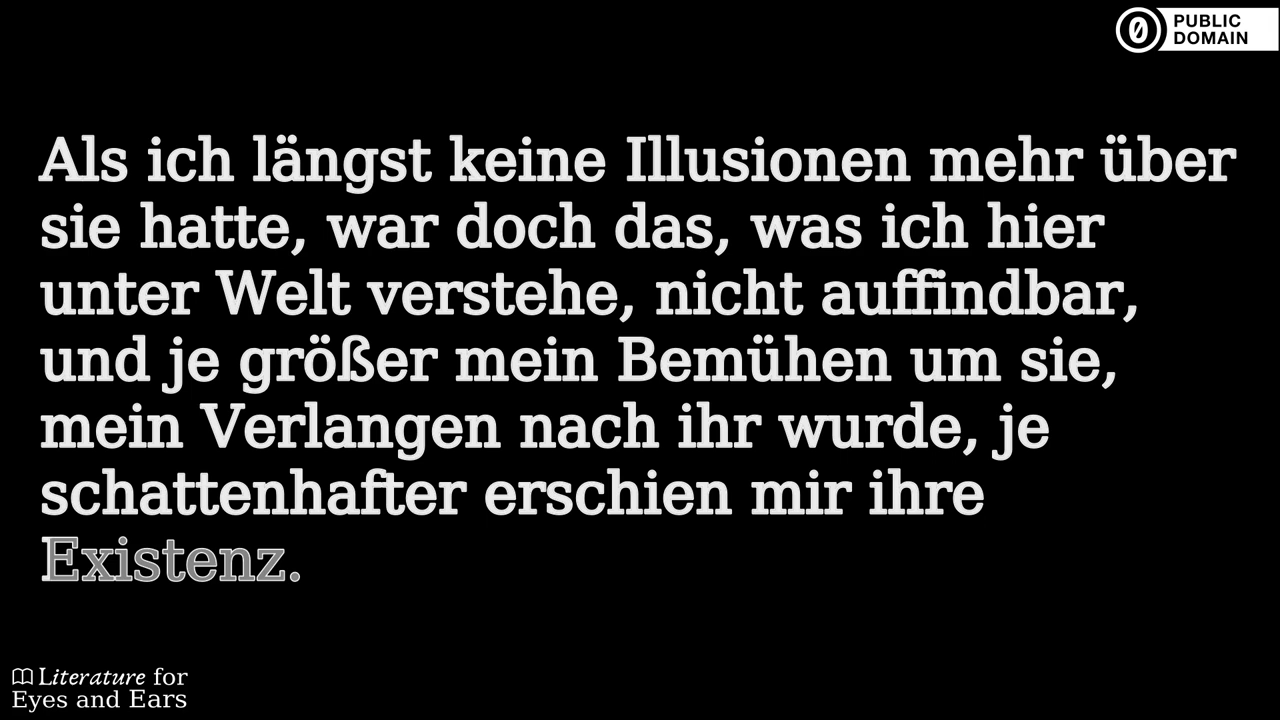 PUBLIC
DOMAIN
Als ich längst keine Illusionen mehr über
sie hatte, war doch das, was ich hier
unter Welt verstehe, nicht auffindbar,
und je größer mein Bemühen um sie,
mein Verlangen nach ihr wurde, je
schattenhafter erschien mir ihre
Existenz.
Literature for
Eyes and Ears